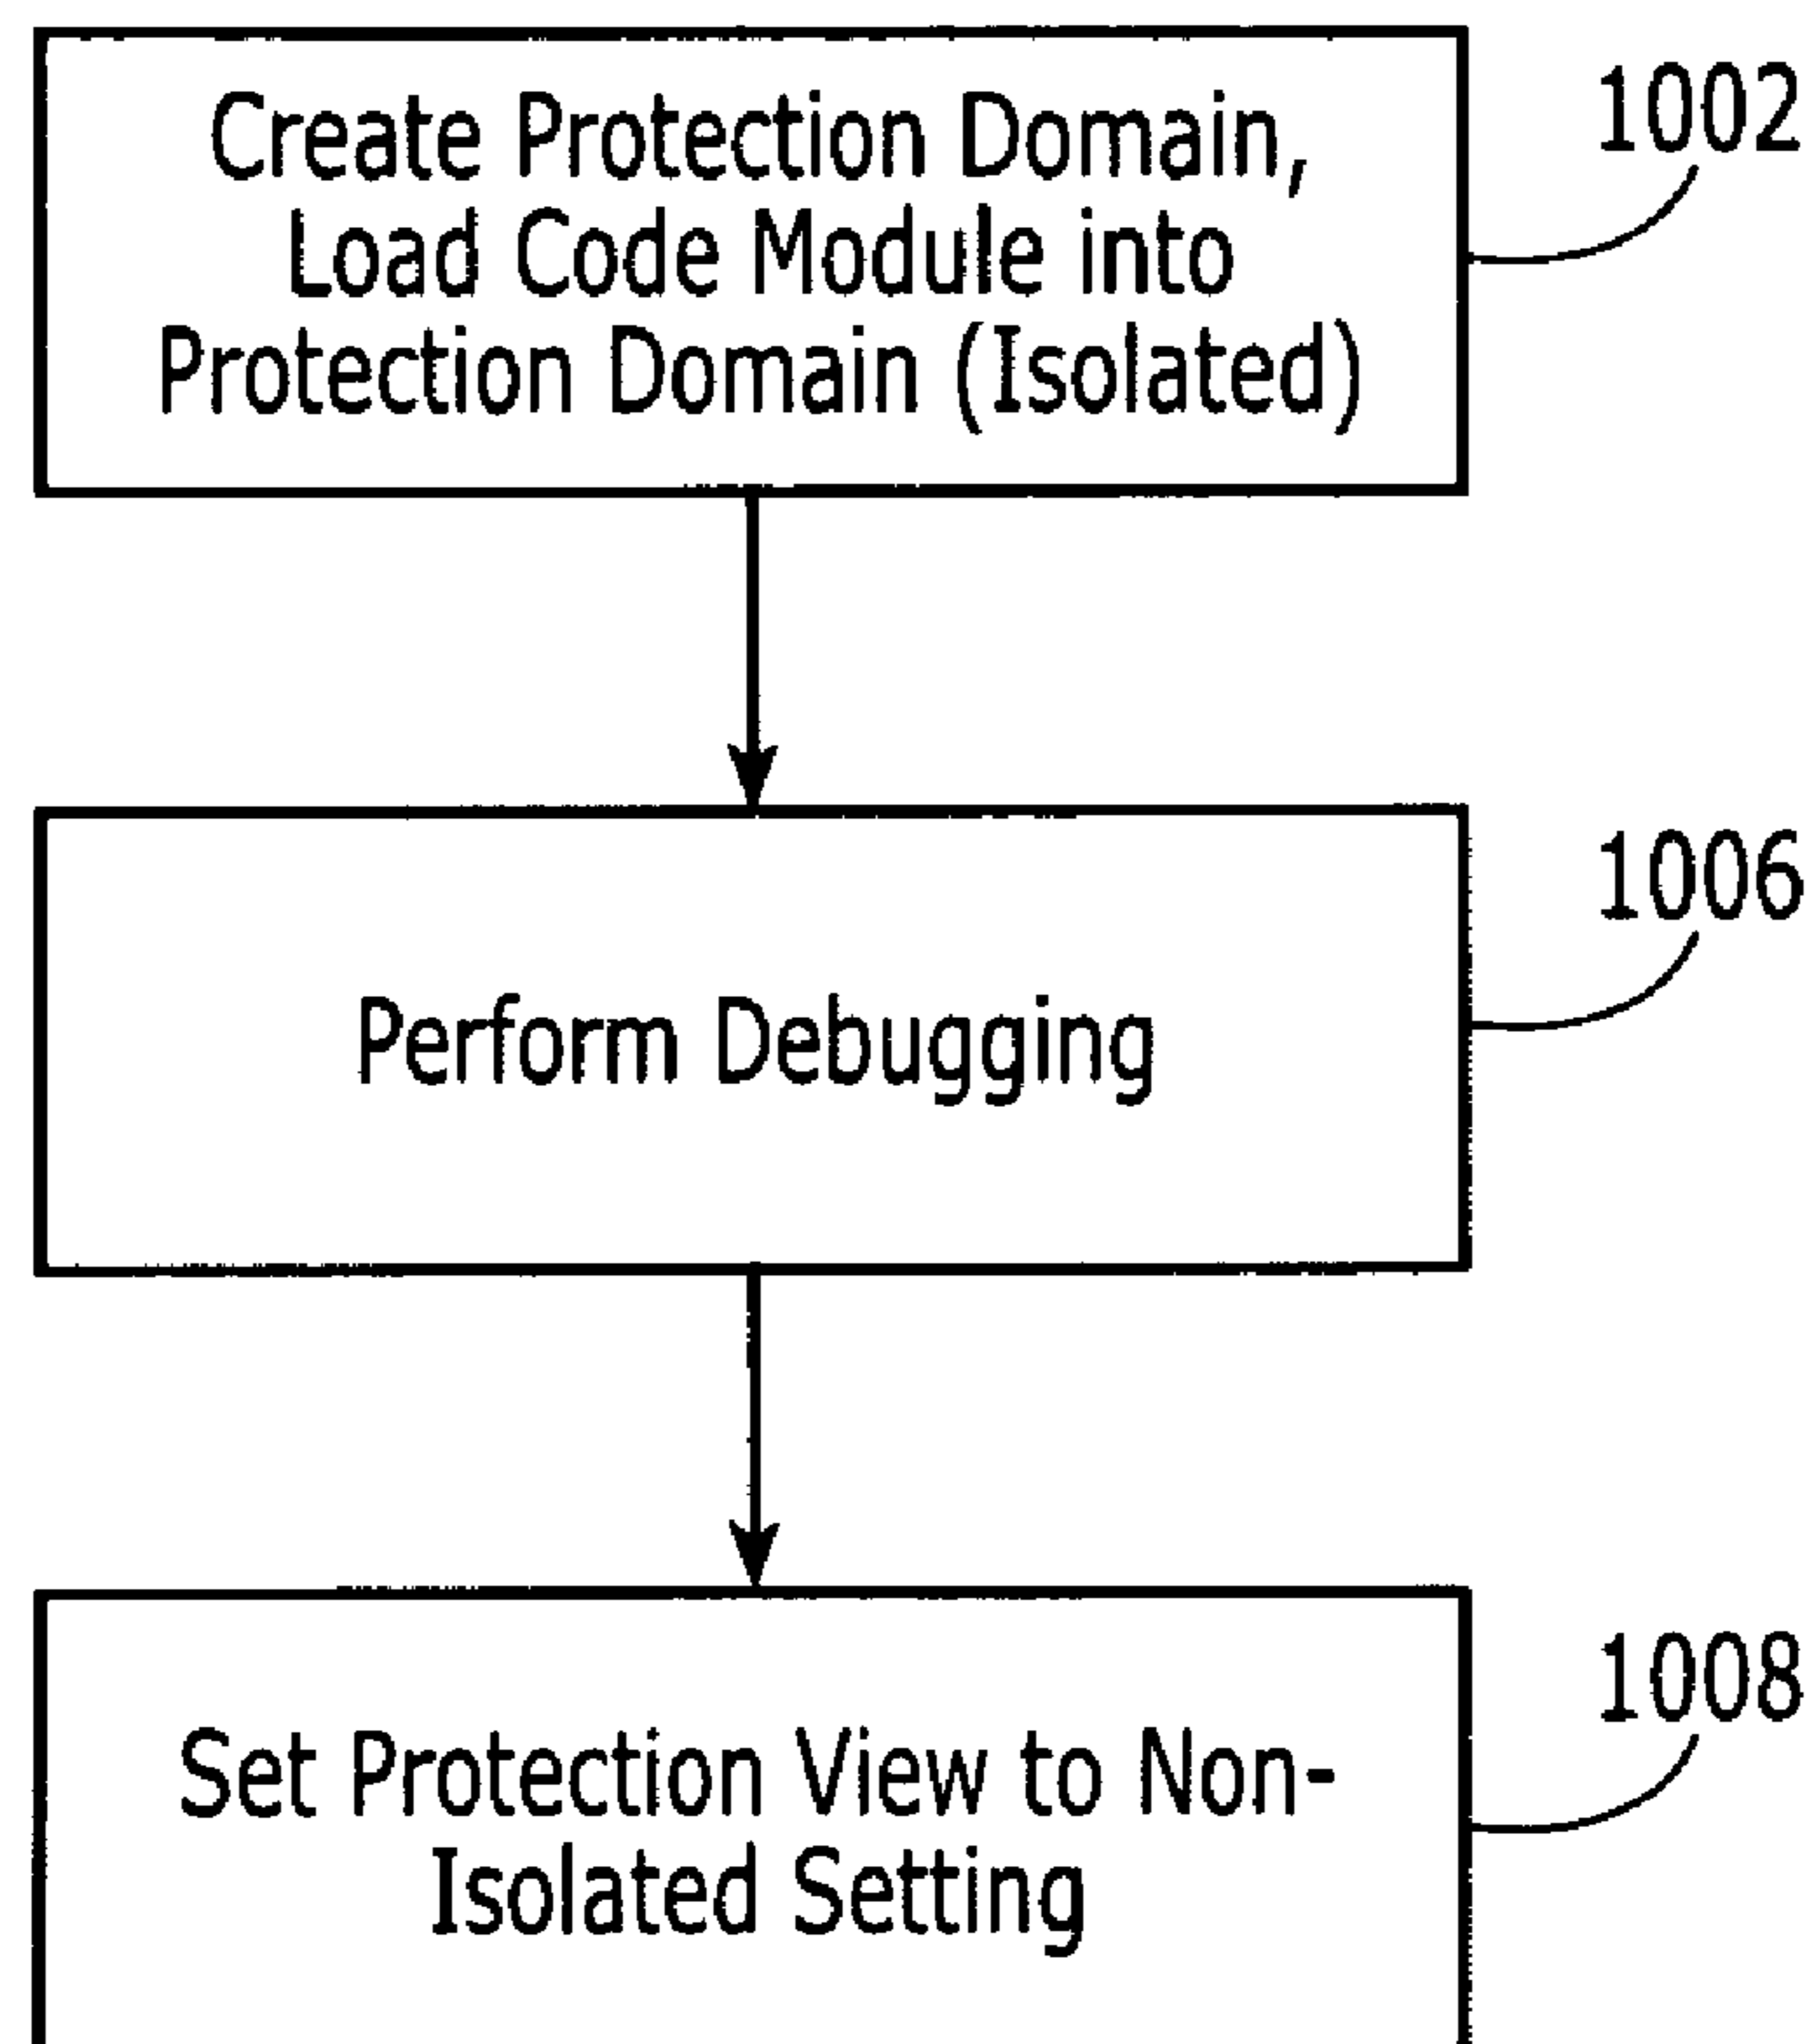 Create Protection Domain,
Load Code Module into
Protection Domain (Isolated)
1002
Perform Debugging
1006
Set Protection View to Non-
Isolated Setting
1008